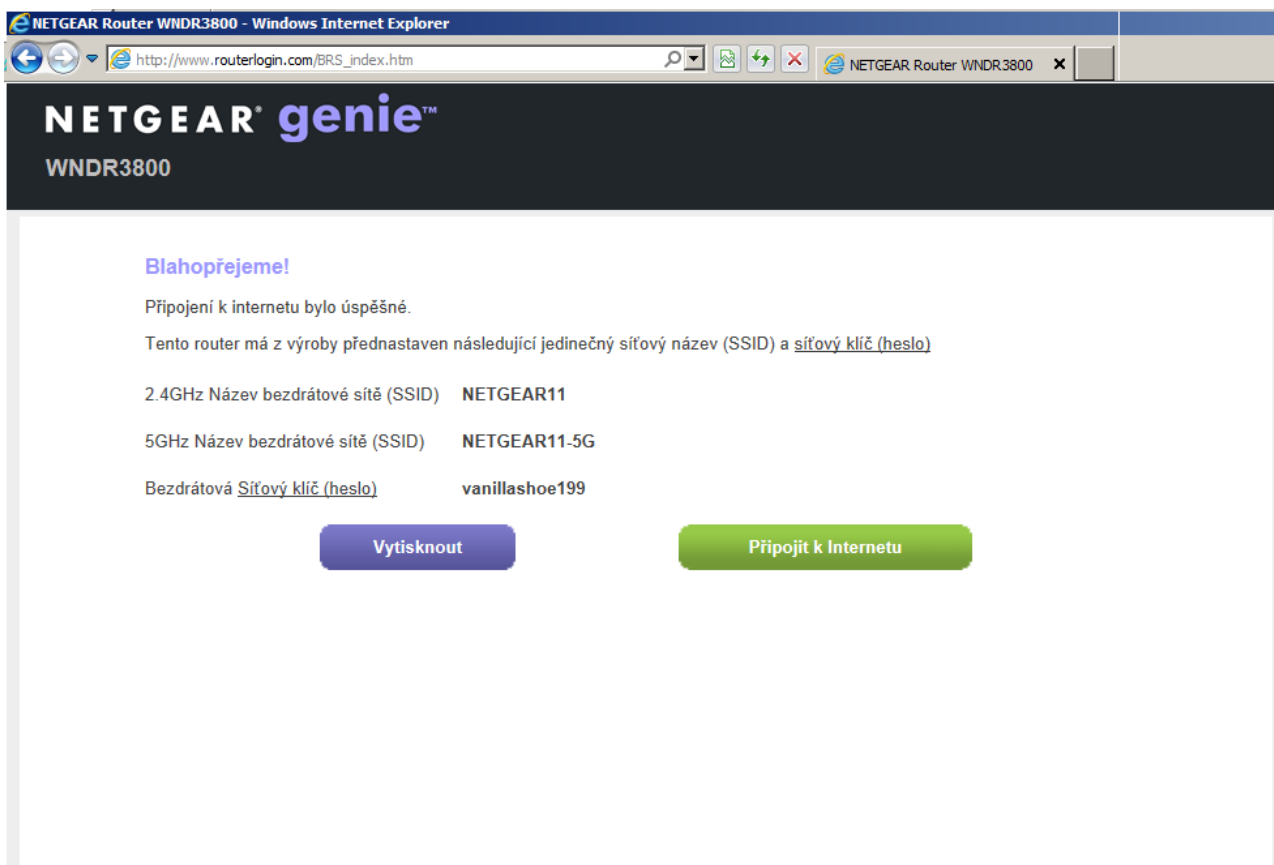 NETGEAR Router WNDR3800 - Windows Internet Explorer
http://www.routerlogin.com/BRS_index.htm
NETGEAR Router WNDR3800
NETGEAR® genie™
WNDR3800
Blahopřejeme!
Připojení k internetu bylo úspěšné.
Tento router má z výroby přednastaven následující jedinečný síťový název (SSID) a síťový klíč (heslo)
2.4GHz Název bezdrátové sítě (SSID) NETGEAR11
5GHz Název bezdrátové sítě (SSID) NETGEAR11-5G
Bezdrátová Síťový klíč (heslo) vanillashoe199
Vytisknout Připojit k Internetu